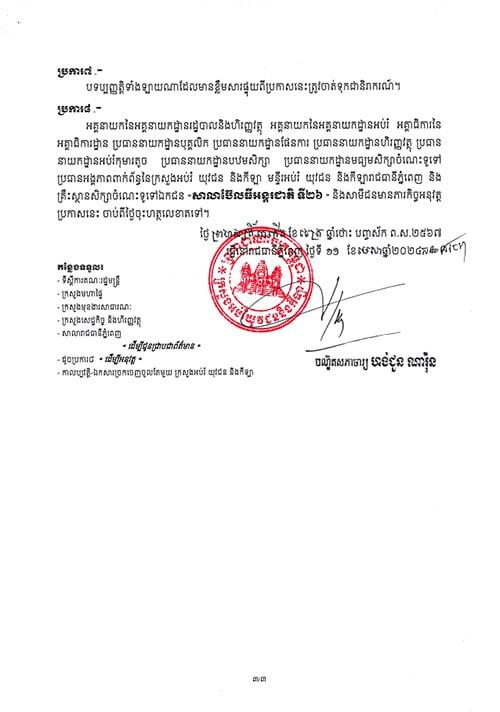 ប្រការ៧ .-
បទប្បញ្ញត្តិទាំងឡាយណាដែលមានខ្លឹមសារផ្ទុយពីប្រកាសនេះត្រូវចាត់ទុកជានិរាករណ៍។
ប្រការ៨ .-
អគ្គនាយកនៃអគ្គនាយកដ្ឋានរដ្ឋបាលនិងហិរញ្ញវត្ថុ អគ្គនាយកនៃអគ្គនាយកដ្ឋានអប់រំ អគ្គាធិការនៃ
អគ្គាធិការដ្ឋាន ប្រធាននាយកដ្ឋានបុគ្គលិក ប្រធាននាយកដ្ឋានផែនការ ប្រធាននាយកដ្ឋានហិរញ្ញវត្ថុ ប្រធាន
នាយកដ្ឋានអប់រំកុមារតូច ប្រធាននាយកដ្ឋានបឋមសិក្សា ប្រធាននាយកដ្ឋានមធ្យមសិក្សាចំណេះទូទៅ
ប្រធានអង្គភាពពាក់ព័ន្ធនៃក្រសួងអប់រំ យុវជន និងកីឡា មន្ទីរអប់រំ យុវជន និងកីឡារាជធានីភ្នំពេញ និង
គ្រឹះស្ថានសិក្សាចំណេះទូទៅឯកជន -សាលាប៊ែលធីអន្តរជាតិ ទី២៦ - និងសាមីជនមានភារកិច្ចអនុវត្ត
ប្រកាសនេះ ចាប់ពីថ្ងៃចុះហត្ថលេខាតទៅ។
ថ្ងៃ ខែ ឆ្នាំថោះ បញ្ចស័ក ព.ស.២៥៦៧
រាជធានីភ្នំពេញ ថ្ងៃទី ១១ ខែមេសា ឆ្នាំ២០២៤
កន្លែងទទួល:
- ទីស្ដីការគណៈរដ្ឋមន្ត្រី
- ក្រសួងមហាផ្ទៃ
- ក្រសួងមុខងារសាធារណៈ
- ក្រសួងសេដ្ឋកិច្ច និងហិរញ្ញវត្ថុ
- សាលារាជធានីភ្នំពេញ
« ដើម្បីជូនជ្រាបជាព័ត៌មាន »
- ដូចប្រការ៨ « ដើម្បីអនុវត្ត »
- កាលប្បវត្តិ-ឯកសារច្រកចេញចូលតែមួយ ក្រសួងអប់រំ យុវជន និងកីឡា
បណ្ឌិតសភាចារ្យ ហង់ជួន ណារ៉ុន
៣/៣